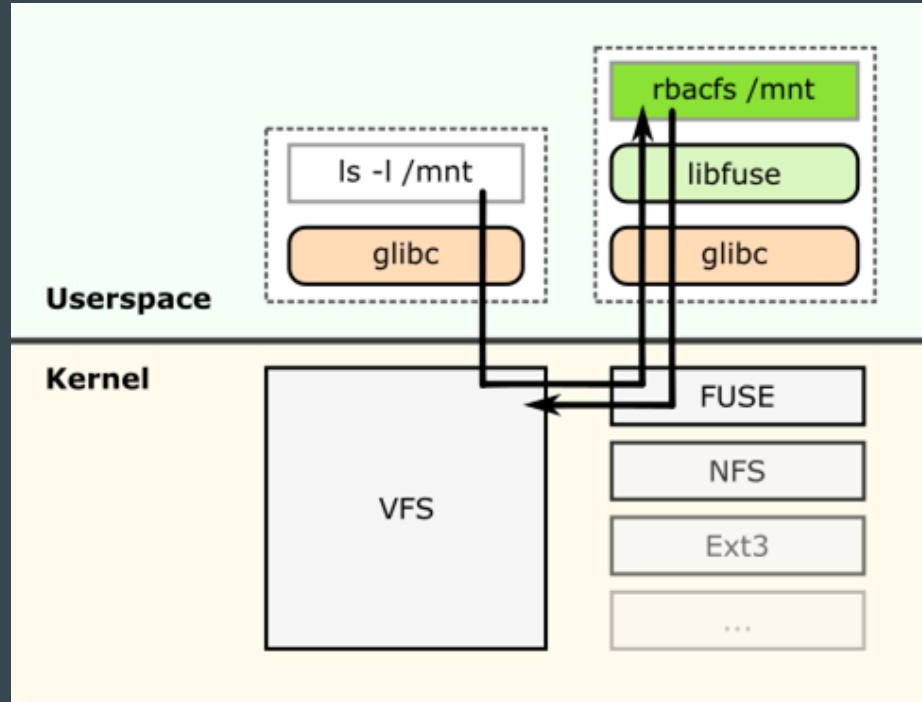 rbacfs /mnt
ls -l /mnt
libfuse
glibc
glibc
Userspace
Kernel
FUSE
NFS
VFS
Ext3
...